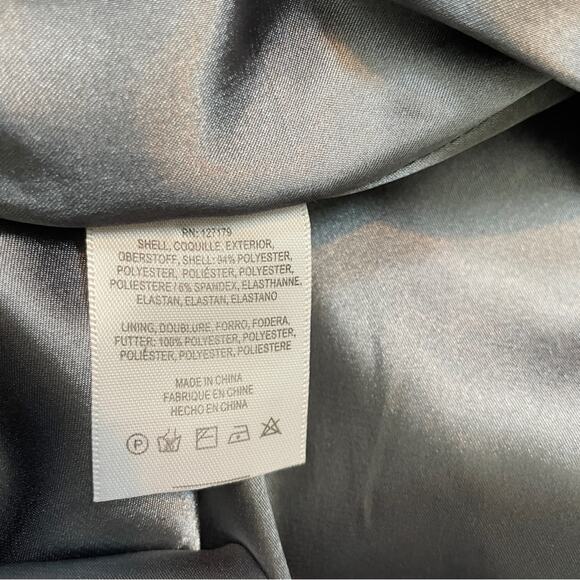 RN: 127179
SHELL, COQUILLE, EXTERIOR,
OBERSTOFF, SHELL: 94% POLYESTER,
POLYESTER, POLIÉSTER, POLYESTER,
POLIESTERE / 6% SPANDEX, ELASTHANNE,
ELASTAN, ELASTAN, ELASTANO
LINING, DOUBLURE, FORRO, FODERA,
FUTTER: 100% POLYESTER, POLYESTER,
POLIÉSTER, POLYESTER, POLIESTERE
MADE IN CHINA
FABRIQUE EN CHINE
HECHO EN CHINA
P